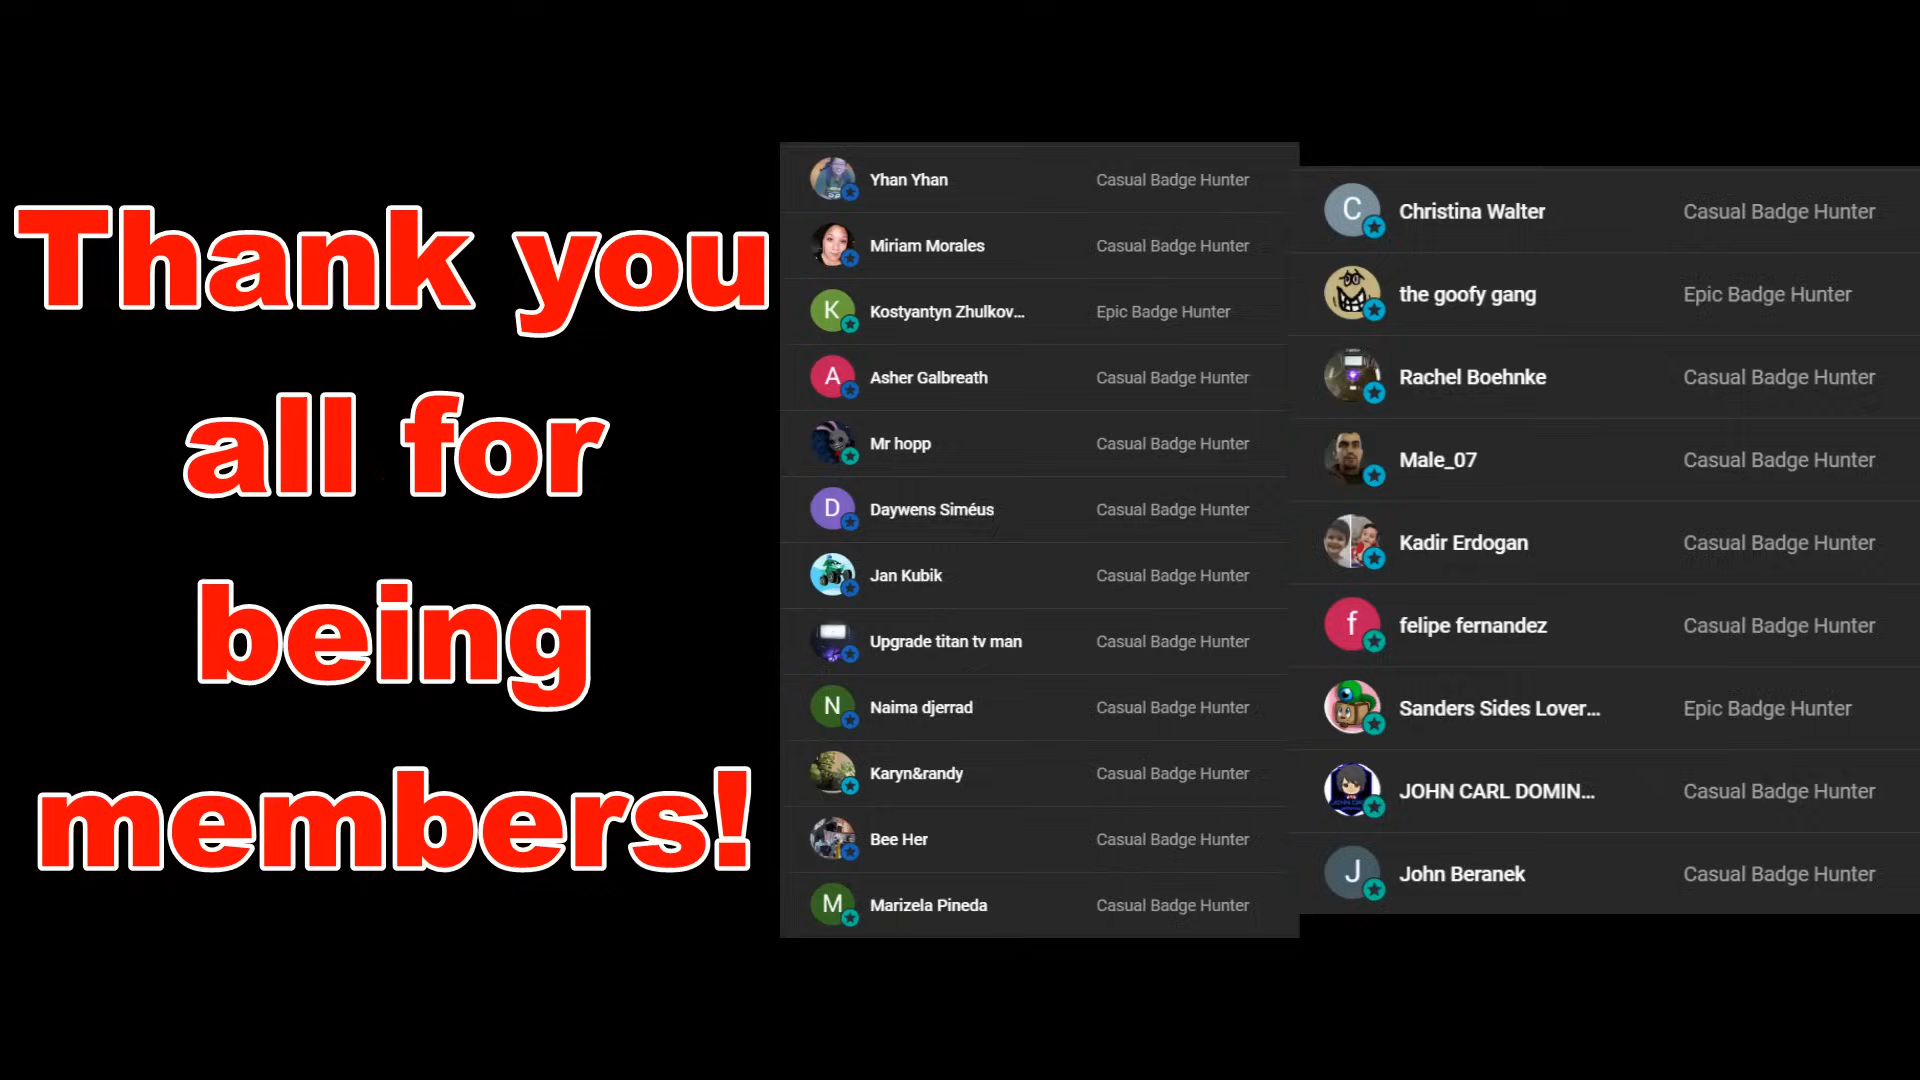 Thank you
all for
being
members!
Yhan Yhan Casual Badge Hunter
Miriam Morales Casual Badge Hunter
K Kostyantyn Zhulkov... Epic Badge Hunter
A Asher Galbreath Casual Badge Hunter
Mr hopp Casual Badge Hunter
D Daywens Siméus Casual Badge Hunter
Jan Kubik Casual Badge Hunter
Upgrade titan tv man Casual Badge Hunter
N Naima djerrad Casual Badge Hunter
Karyn&randy Casual Badge Hunter
Bee Her Casual Badge Hunter
M Marizela Pineda Casual Badge Hunter
C Christina Walter Casual Badge Hunter
the goofy gang Epic Badge Hunter
Rachel Boehnke Casual Badge Hunter
Male_07 Casual Badge Hunter
Kadir Erdogan Casual Badge Hunter
f felipe fernandez Casual Badge Hunter
Sanders Sides Lover... Epic Badge Hunter
JOHN CARL DOMIN... Casual Badge Hunter
J John Beranek Casual Badge Hunter